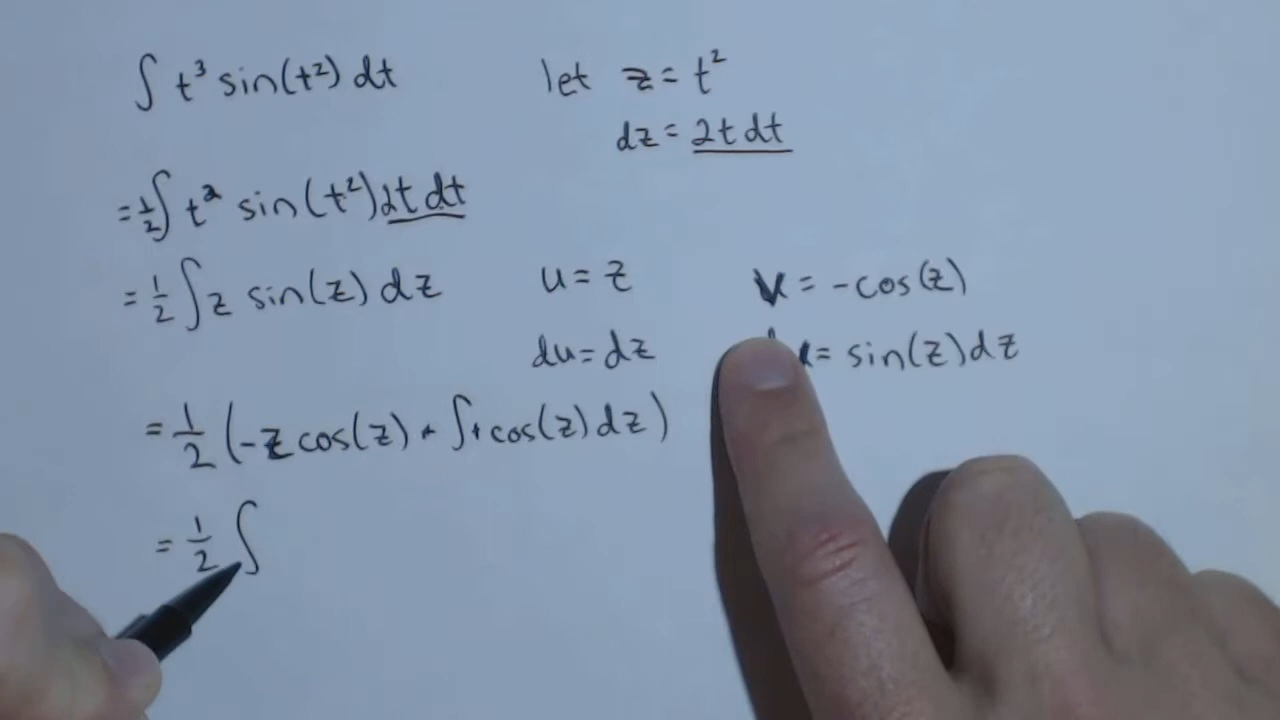 ∫ t³ sin(t²) dt let z = t²
dz = 2t dt
= ½ ∫ t² sin(t²) 2t dt
= ½ ∫ z sin(z) dz u = z v = -cos(z)
du = dz = sin(z) dz
= ½ (-z cos(z) + ∫ + cos(z) dz)
= ½ ∫